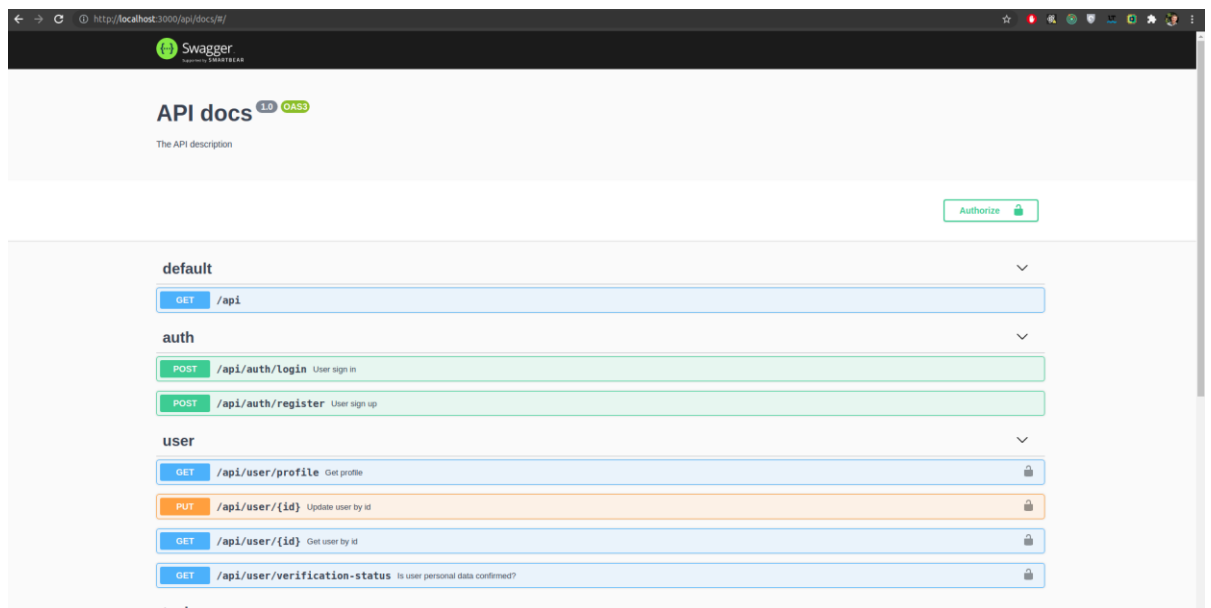 http://localhost:3000/api/docs/#/
{··} Swagger.
Supported by SMARTBEAR
API docs 1.0 OAS3
The API description
Authorize
default
GET /api
auth
POST /api/auth/login User sign in
POST /api/auth/register User sign up
user
GET /api/user/profile Get profile
PUT /api/user/{id} Update user by id
GET /api/user/{id} Get user by id
GET /api/user/verification-status Is user personal data confirmed?